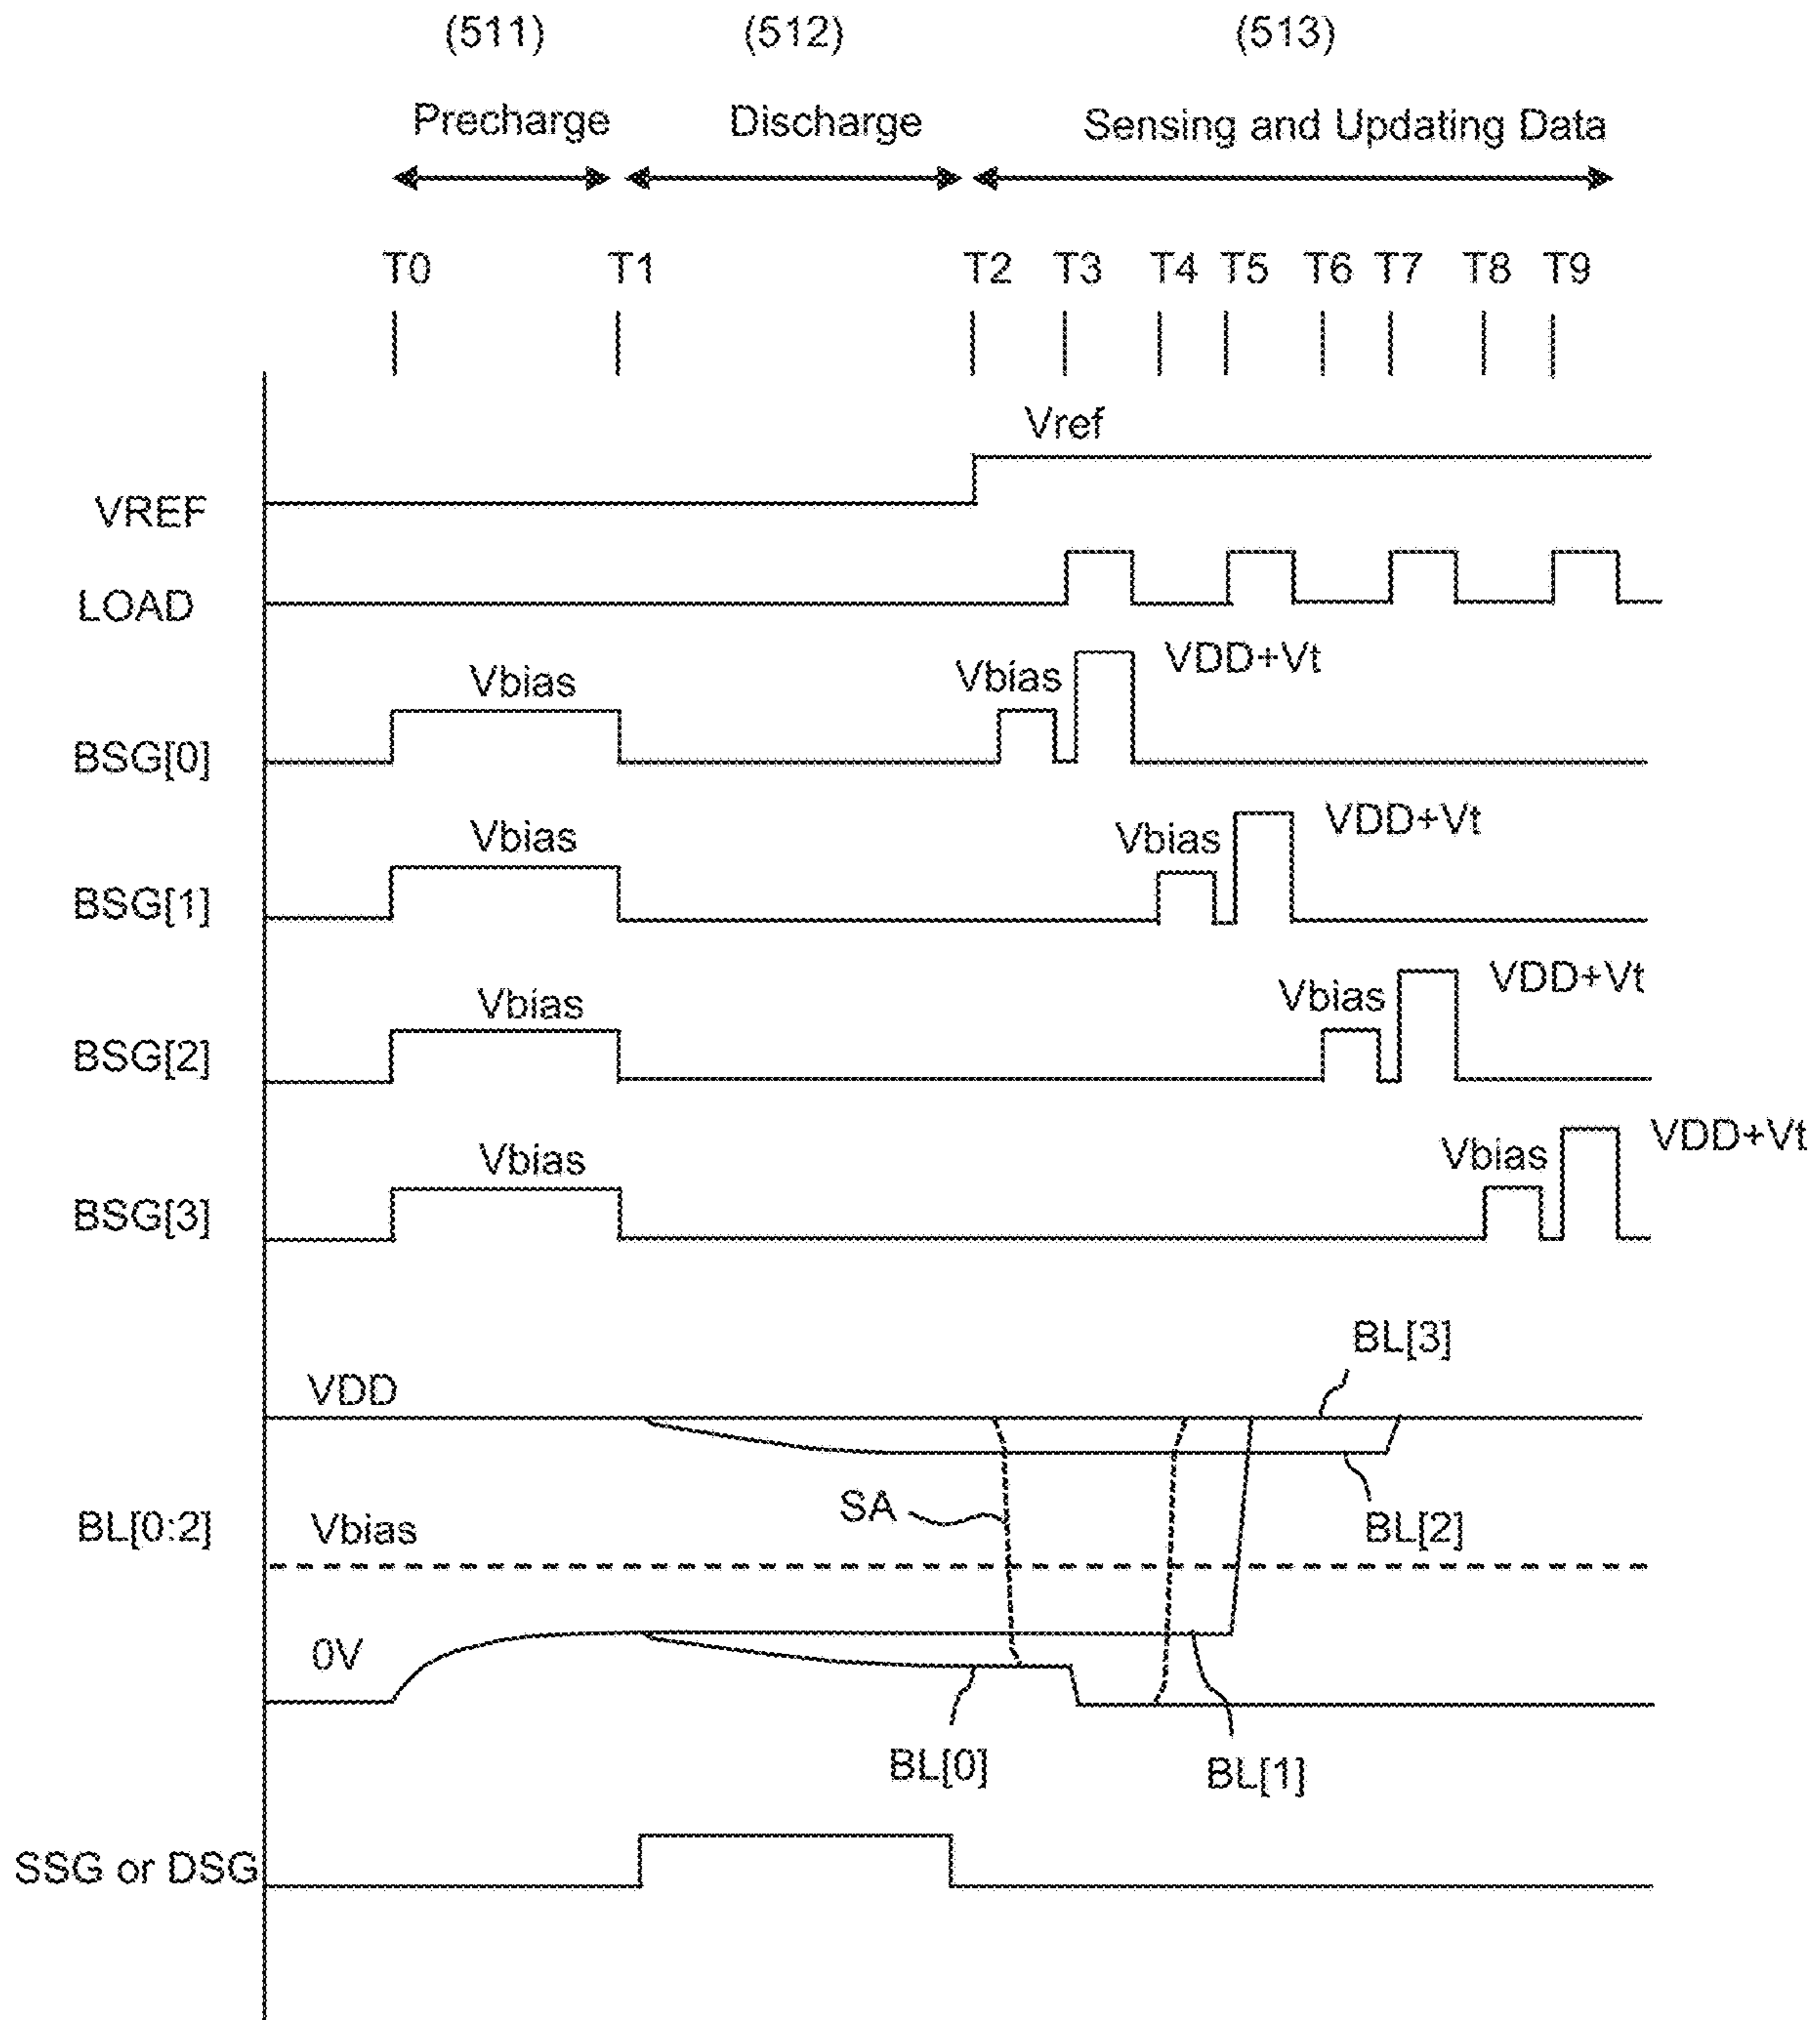 (511) (512) (513)
Precharge Discharge Sensing and Updating Data
T0 T1 T2 T3 T4 T5 T6 T7 T8 T9
Vref
VREF
LOAD
Vbias Vbias VDD+Vt
BSG[0]
Vbias Vbias VDD+Vt
BSG[1]
Vbias Vbias VDD+Vt
BSG[2]
Vbias Vbias VDD+Vt
BSG[3]
BL[3]
VDD
SA
BL[0:2] Vbias BL[2]
0V
BL[0] BL[1]
SSG or DSG